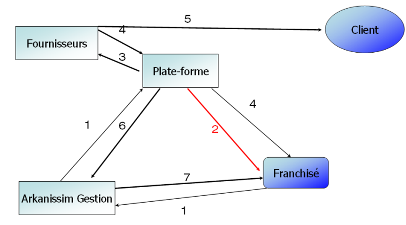 5
Client
4
Fournisseurs
3
Plate-forme
4
1
6
2
Franchisé
7
Arkanissim Gestion
1